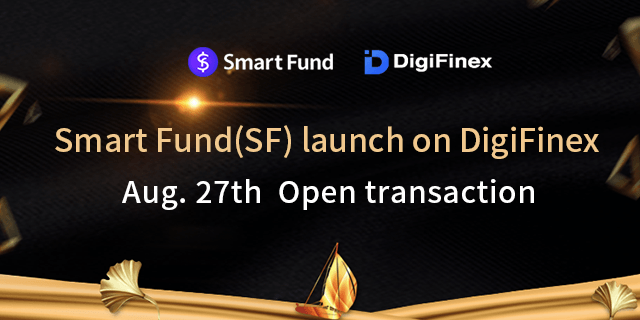 Smart Fund DigiFinex
Smart Fund(SF) launch on DigiFinex
Aug. 27th Open transaction